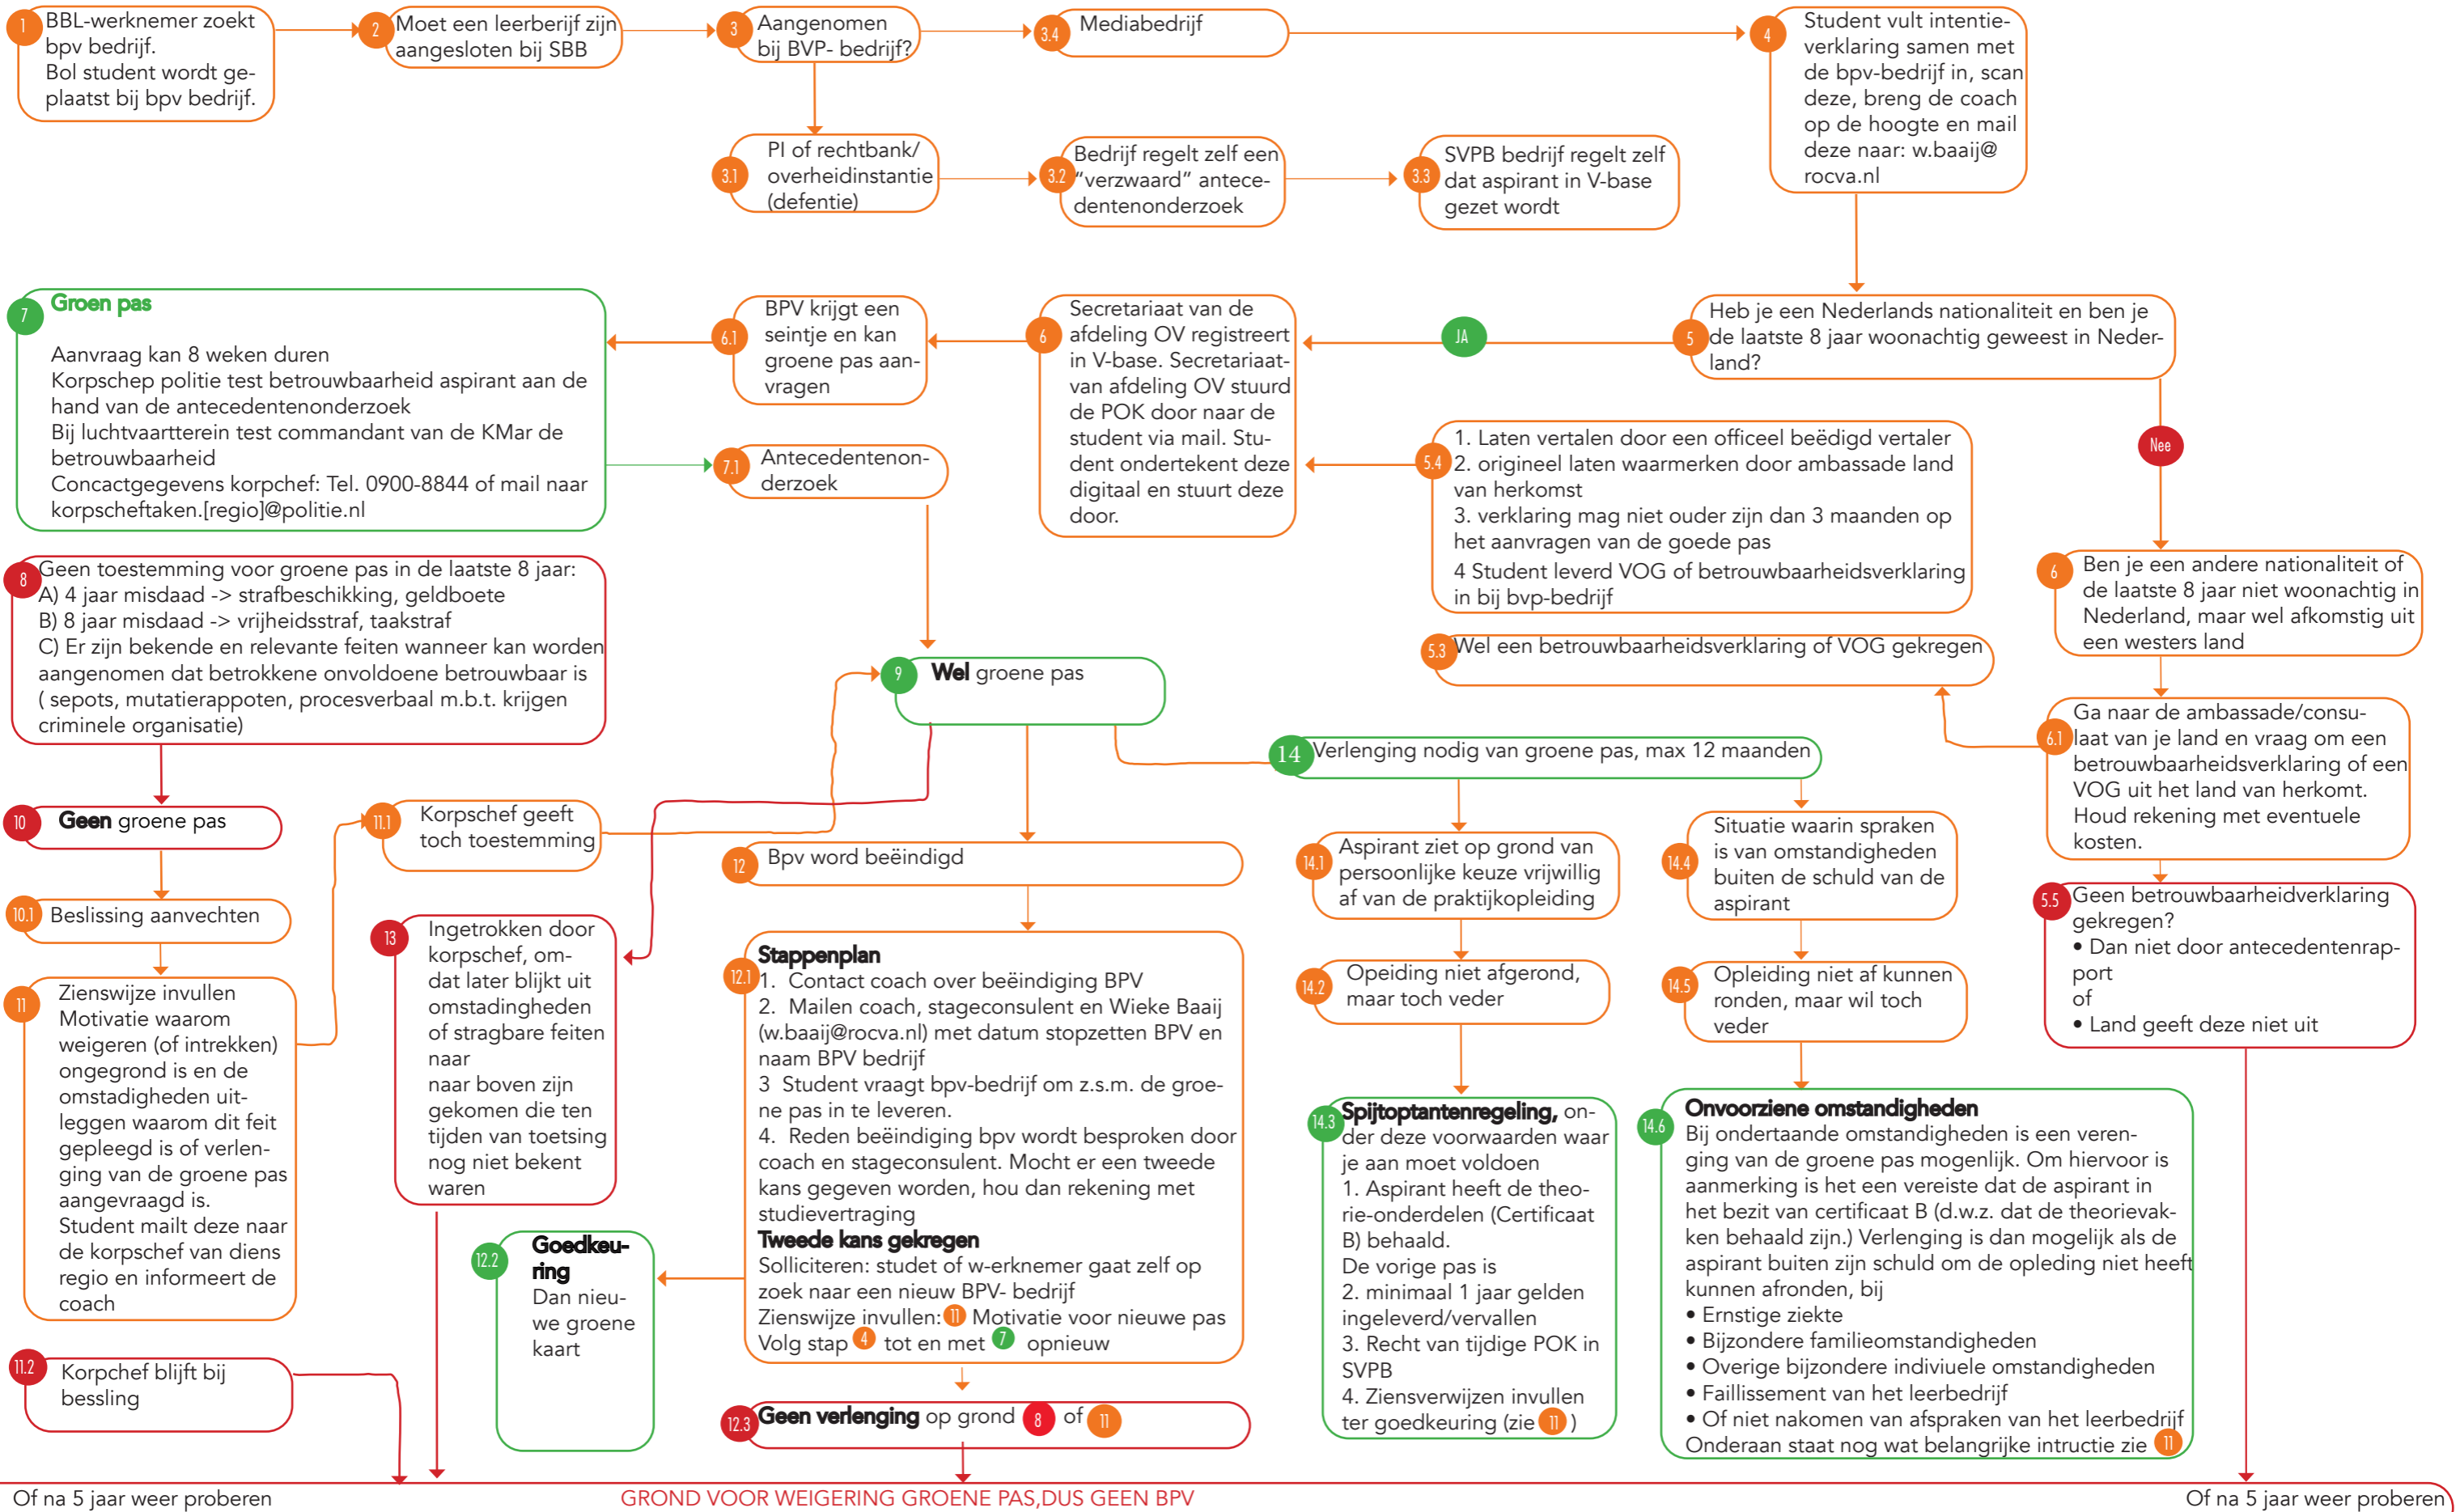 1
BBL-werknemer zoekt
bpv bedrijf.
Bol student wordt ge-
plaatst bij bpv bedrijf.
2
Moet een leerberijf zijn
aangesloten bij SBB
3
Aangenomen
bij BVP- bedrijf?
3.4
Mediabedrijf
4
Student vult intentie-
verklaring samen met
de bpv-bedrijf in, scan
deze, breng de coach
op de hoogte en mail
deze naar: w.baaij@
rocva.nl
3.1
PI of rechtbank/
overheidinstantie
(defentie)
3.2
Bedrijf regelt zelf een
“verzwaard” antece-
dentenonderzoek
3.3
SVPB bedrijf regelt zelf
dat aspirant in V-base
gezet wordt
7
Groen pas
Aanvraag kan 8 weken duren
Korpschep politie test betrouwbaarheid aspirant aan de
hand van de antecedentenonderzoek
Bij luchtvaartterein test commandant van de KMar de
betrouwbaarheid
Concactgegevens korpchef: Tel. 0900-8844 of mail naar
korpscheftaken.[regio]@politie.nl
6.1
BPV krijgt een
seintje en kan
groene pas aan-
vragen
6
Secretariaat van de
afdeling OV registreert
in V-base. Secretariaat-
van afdeling OV stuurd
de POK door naar de
student via mail. Stu-
dent ondertekent deze
digitaal en stuurt deze
door.
JA
5
Heb je een Nederlands nationaliteit en ben je
de laatste 8 jaar woonachtig geweest in Neder-
land?
Nee
7.1
Antecedentenon-
derzoek
5.4
1. Laten vertalen door een officeel beëdigd vertaler
2. origineel laten waarmerken door ambassade land
van herkomst
3. verklaring mag niet ouder zijn dan 3 maanden op
het aanvragen van de goede pas
4 Student leverd VOG of betrouwbaarheidsverklaring
in bij bvp-bedrijf
6
Ben je een andere nationaliteit of
de laatste 8 jaar niet woonachtig in
Nederland, maar wel afkomstig uit
een westers land
8
Geen toestemming voor groene pas in de laatste 8 jaar:
A) 4 jaar misdaad -> strafbeschikking, geldboete
B) 8 jaar misdaad -> vrijheidsstraf, taakstraf
C) Er zijn bekende en relevante feiten wanneer kan worden
aangenomen dat betrokkene onvoldoene betrouwbaar is
( sepots, mutatierappoten, procesverbaal m.b.t. krijgen
criminele organisatie)
9
Wel groene pas
5.3
Wel een betrouwbaarheidsverklaring of VOG gekregen
6.1
Ga naar de ambassade/consu-
laat van je land en vraag om een
betrouwbaarheidsverklaring of een
VOG uit het land van herkomt.
Houd rekening met eventuele
kosten.
14
Verlenging nodig van groene pas, max 12 maanden
10
Geen groene pas
11.1
Korpschef geeft
toch toestemming
12
Bpv word beëindigd
14.1
Aspirant ziet op grond van
persoonlijke keuze vrijwillig
af van de praktijkopleiding
14.4
Situatie waarin spraken
is van omstandigheden
buiten de schuld van de
aspirant
5.5
Geen betrouwbaarheidverklaring
gekregen?
• Dan niet door antecedentenrap-
port
of
• Land geeft deze niet uit
10.1
Beslissing aanvechten
13
Ingetrokken door
korpschef, om-
dat later blijkt uit
omstadingheden
of stragbare feiten
naar
naar boven zijn
gekomen die ten
tijden van toetsing
nog niet bekent
waren
12.1
Stappenplan
1. Contact coach over beëindiging BPV
2. Mailen coach, stageconsulent en Wieke Baaij
(w.baaij@rocva.nl) met datum stopzetten BPV en
naam BPV bedrijf
3 Student vraagt bpv-bedrijf om z.s.m. de groe-
ne pas in te leveren.
4. Reden beëindiging bpv wordt besproken door
coach en stageconsulent. Mocht er een tweede
kans gegeven worden, hou dan rekening met
studievertraging
Tweede kans gekregen
Solliciteren: studet of w-erknemer gaat zelf op
zoek naar een nieuw BPV- bedrijf
Zienswijze invullen: 11 Motivatie voor nieuwe pas
Volg stap 4 tot en met 7 opnieuw
14.2
Opeiding niet afgerond,
maar toch veder
14.5
Opleiding niet af kunnen
ronden, maar wil toch
veder
11
Zienswijze invullen
Motivatie waarom
weigeren (of intrekken)
ongegrond is en de
omstadigheden uit-
leggen waarom dit feit
gepleegd is of verlen-
ging van de groene pas
aangevraagd is.
Student mailt deze naar
de korpschef van diens
regio en informeert de
coach
14.3
Spijtoptantenregeling, on-
der deze voorwaarden waar
je aan moet voldoen
1. Aspirant heeft de theo-
rie-onderdelen (Certificaat
B) behaald.
De vorige pas is
2. minimaal 1 jaar gelden
ingeleverd/vervallen
3. Recht van tijdige POK in
SVPB
4. Ziensverwijzen invullen
ter goedkeuring (zie 11 )
14.6
Onvoorziene omstandigheden
Bij ondertaande omstandigheden is een veren-
ging van de groene pas mogenlijk. Om hiervoor is
aanmerking is het een vereiste dat de aspirant in
het bezit van certificaat B (d.w.z. dat de theorievak-
ken behaald zijn.) Verlenging is dan mogelijk als de
aspirant buiten zijn schuld om de opleding niet heeft
kunnen afronden, bij
• Ernstige ziekte
• Bijzondere familieomstandigheden
• Overige bijzondere indiviuele omstandigheden
• Faillissement van het leerbedrijf
• Of niet nakomen van afspraken van het leerbedrijf
Onderaan staat nog wat belangrijke intructie zie 11
12.2
Goedkeu-
ring
Dan nieu-
we groene
kaart
11.2
Korpchef blijft bij
bessling
12.3
Geen verlenging op grond 8 of 11
Of na 5 jaar weer proberen
GROND VOOR WEIGERING GROENE PAS,DUS GEEN BPV
Of na 5 jaar weer proberen